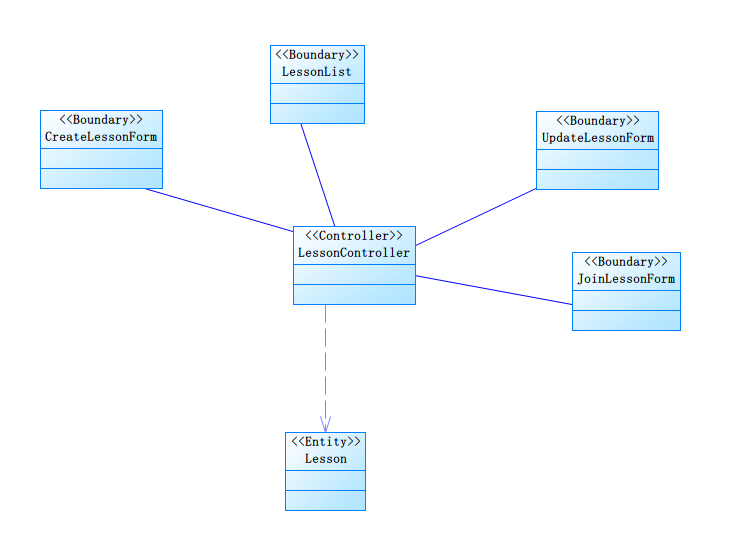 <<Boundary>>
LessonList
<<Boundary>>
CreateLessonForm
<<Boundary>>
UpdateLessonForm
<<Controller>>
LessonController
<<Boundary>>
JoinLessonForm
<<Entity>>
Lesson